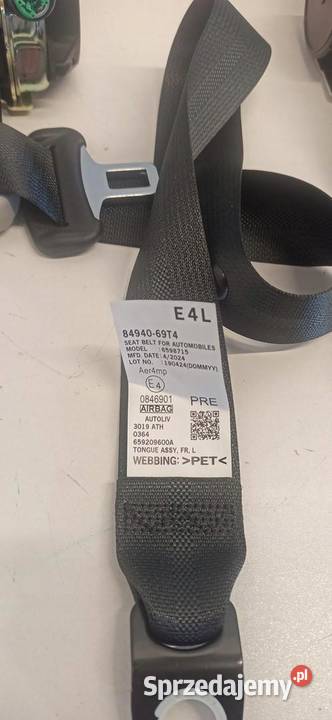 E4L
84940-69T4
SEAT BELT FOR AUTOMOBILES
MODEL : 6598715
MFD. DATE: 4/2024
LOT NO. : 190424(DDMMYY)
Aer4mp
E4
0846901
PRE
AIRBAG
AUTOLIV
3019 ATH
0364
659209600A
TONGUE ASSY, FR, L
WEBBING: >PET<
Sprzedajemy.pl